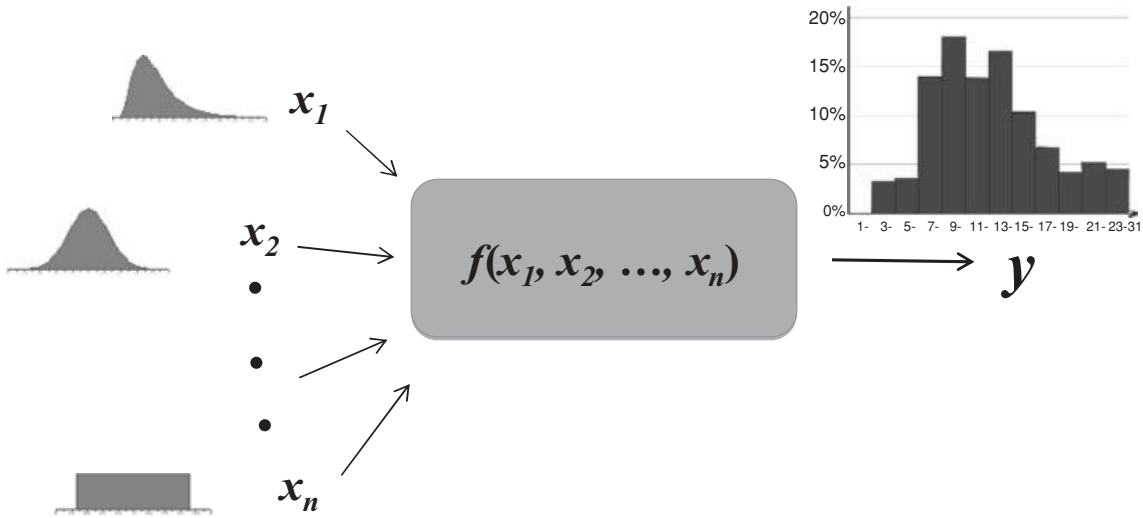 20%
15%
10%
5%
0%
1- 3- 5- 7- 9- 11- 13- 15- 17- 19- 21- 23-31
x1
x2
f(x1, x2, …, xn)
y
xn